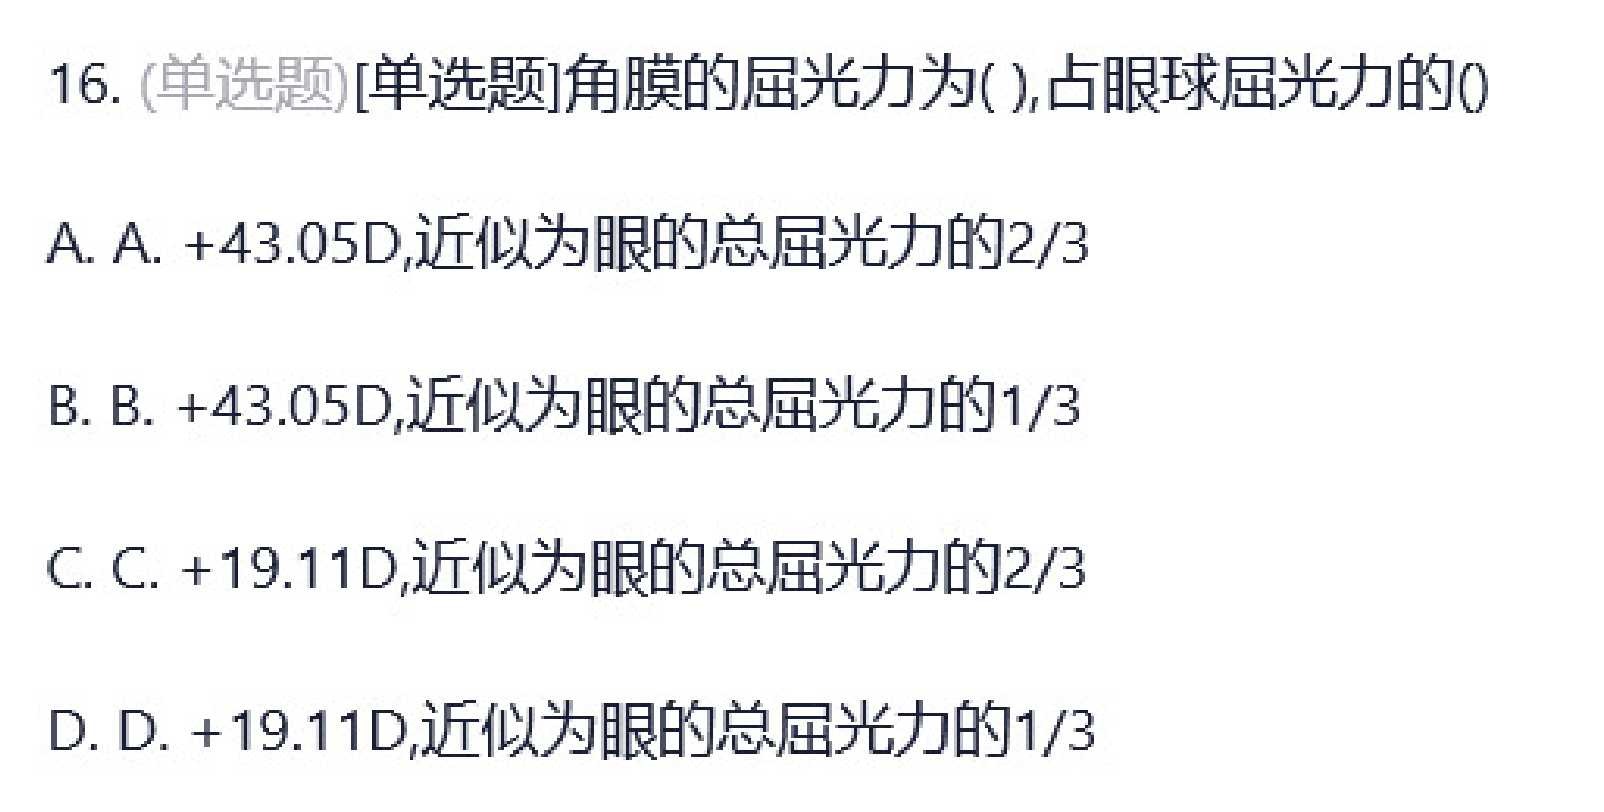 16. (单选题)[单选题]角膜的屈光力为( ),占眼球屈光力的()
A. A. +43.05D,近似为眼的总屈光力的2/3
B. B. +43.05D,近似为眼的总屈光力的1/3
C. C. +19.11D,近似为眼的总屈光力的2/3
D. D. +19.11D,近似为眼的总屈光力的1/3